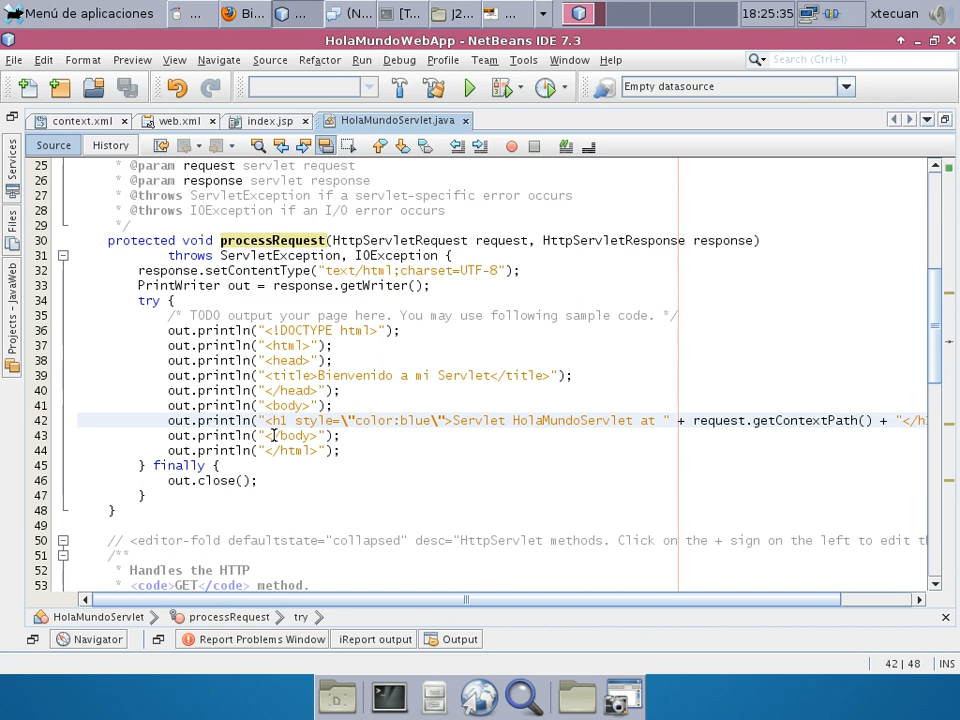 Menú de aplicaciones ... Bi... ... (N... [T... J2... ... 18:25:35 xtecuan
HolaMundoWebApp - NetBeans IDE 7.3
File Edit Format Preview View Navigate Source Refactor Run Debug Profile Team Tools Window Help Search (Ctrl+I)
Empty datasource
context.xml web.xml index.jsp HolaMundoServlet.java
Source History
Services
Files
Projects - JavaWeb
25 * @param request servlet request
26 * @param response servlet response
27 * @throws ServletException if a servlet-specific error occurs
28 * @throws IOException if an I/O error occurs
29 */
30 protected void processRequest(HttpServletRequest request, HttpServletResponse response)
31 throws ServletException, IOException {
32 response.setContentType("text/html;charset=UTF-8");
33 PrintWriter out = response.getWriter();
34 try {
35 /* TODO output your page here. You may use following sample code. */
36 out.println("<!DOCTYPE html>");
37 out.println("<html>");
38 out.println("<head>");
39 out.println("<title>Bienvenido a mi Servlet</title>");
40 out.println("</head>");
41 out.println("<body>");
42 out.println("<h1 style=\"color:blue\">Servlet HolaMundoServlet at " + request.getContextPath() + "</h
43 out.println("</body>");
44 out.println("</html>");
45 } finally {
46 out.close();
47 }
48 }
49
50 // <editor-fold defaultstate="collapsed" desc="HttpServlet methods. Click on the + sign on the left to edit th
51 /**
52 * Handles the HTTP
53 * <code>GET</code> method.
HolaMundoServlet processRequest try
Navigator Report Problems Window iReport output Output
42 | 48 INS